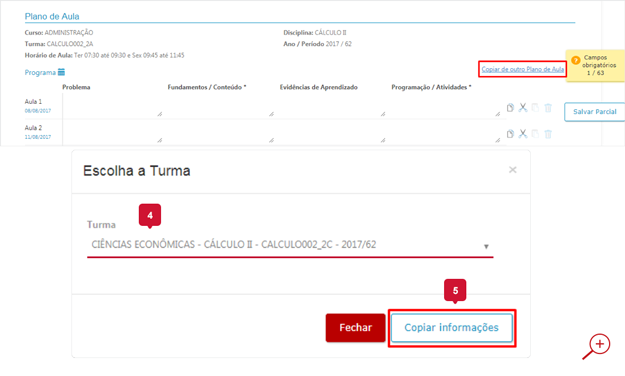 Plano de Aula
Curso: ADMINISTRAÇÃO
Disciplina: CÁLCULO II
Turma: CALCULO002_2A
Ano / Período 2017 / 62
Horário de Aula: Ter 07:30 até 09:30 e Sex 09:45 até 11:45
Programa
Copiar de outro Plano de Aula
? Campos
obrigatórios
1 / 63
Problema
Fundamentos / Conteúdo *
Evidências de Aprendizado
Programação / Atividades *
Aula 1
08/08/2017
Salvar Parcial
Aula 2
11/08/2017
Escolha a Turma
×
4
Turma
CIÊNCIAS ECONÔMICAS - CÁLCULO II - CALCULO002_2C - 2017/62
5
Fechar
Copiar informações